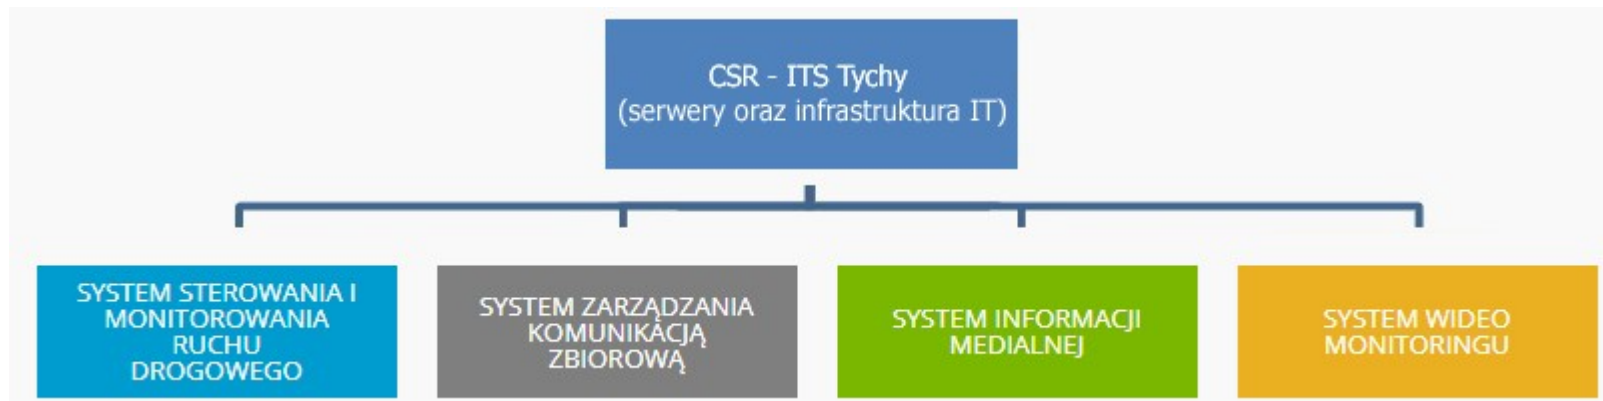 CSR - ITS Tychy
(serwery oraz infrastruktura IT)
SYSTEM STEROWANIA I
MONITOROWANIA
RUCHU
DROGOWEGO
SYSTEM ZARZĄDZANIA
KOMUNIKACJĄ
ZBIOROWĄ
SYSTEM INFORMACJI
MEDIALNEJ
SYSTEM WIDEO
MONITORINGU